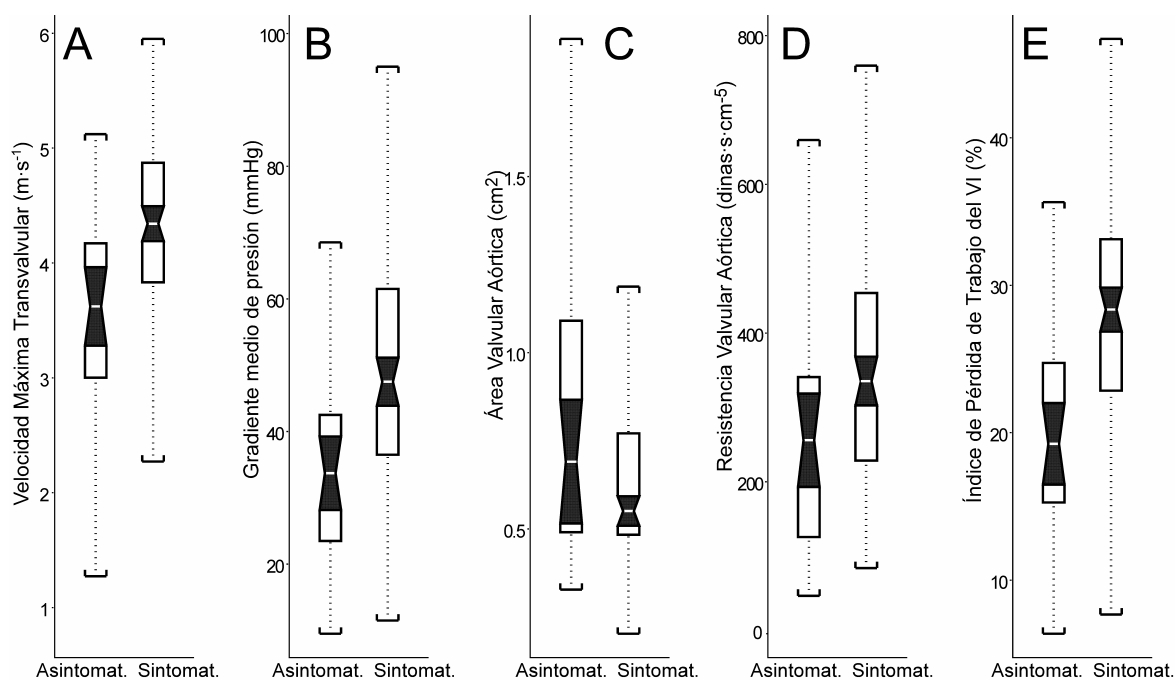 A
Velocidad Máxima Transvalvular (m·s-1)
6
5
4
3
2
1
Asintomat. Sintomat.
B
Gradiente medio de presión (mmHg)
100
80
60
40
20
Asintomat. Sintomat.
C
Área Valvular Aórtica (cm2)
1.5
1.0
0.5
Asintomat. Sintomat.
D
Resistencia Valvular Aórtica (dinas·s·cm-5)
800
600
400
200
0
Asintomat. Sintomat.
E
Índice de Pérdida de Trabajo del VI (%)
40
30
20
10
Asintomat. Sintomat.